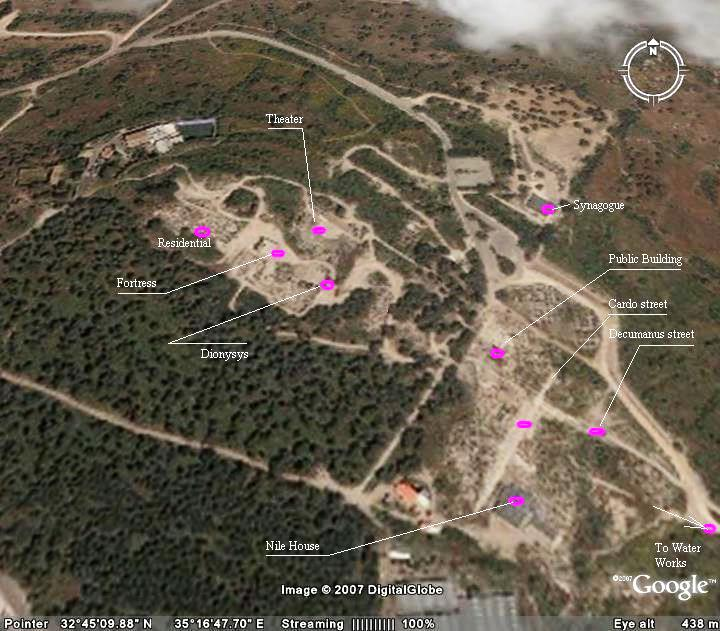 N
Theater
Synagogue
Residential
Public Building
Fortress
Cardo street
Decumanus street
Dionysys
Nile House
To Water
Works
Image © 2007 DigitalGlobe
©2007 Google™
Pointer 32°45'09.88" N 35°16'47.70" E Streaming |||||||||| 100% Eye alt 438 m